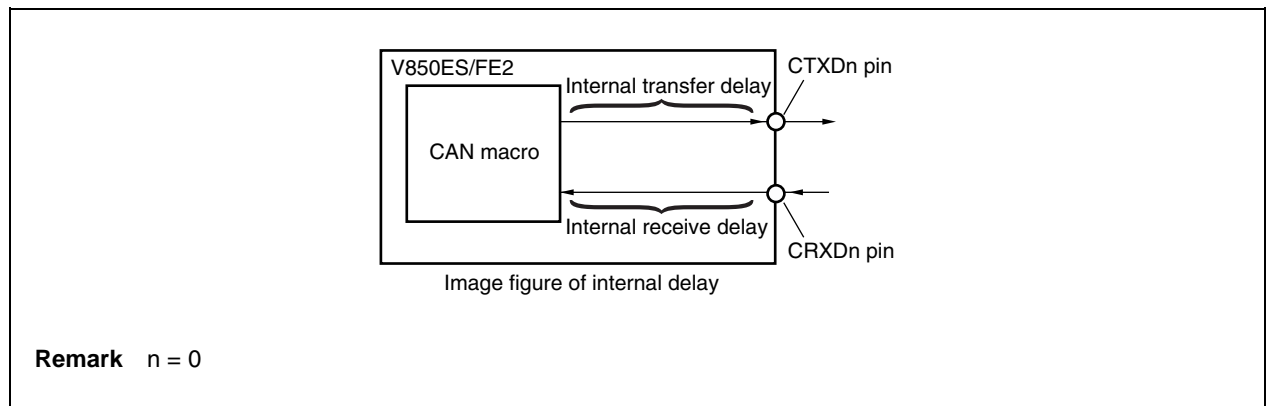 V850ES/FE2
CTXDn pin
Internal transfer delay
CAN macro
Internal receive delay
CRXDn pin
Image figure of internal delay
Remark n = 0